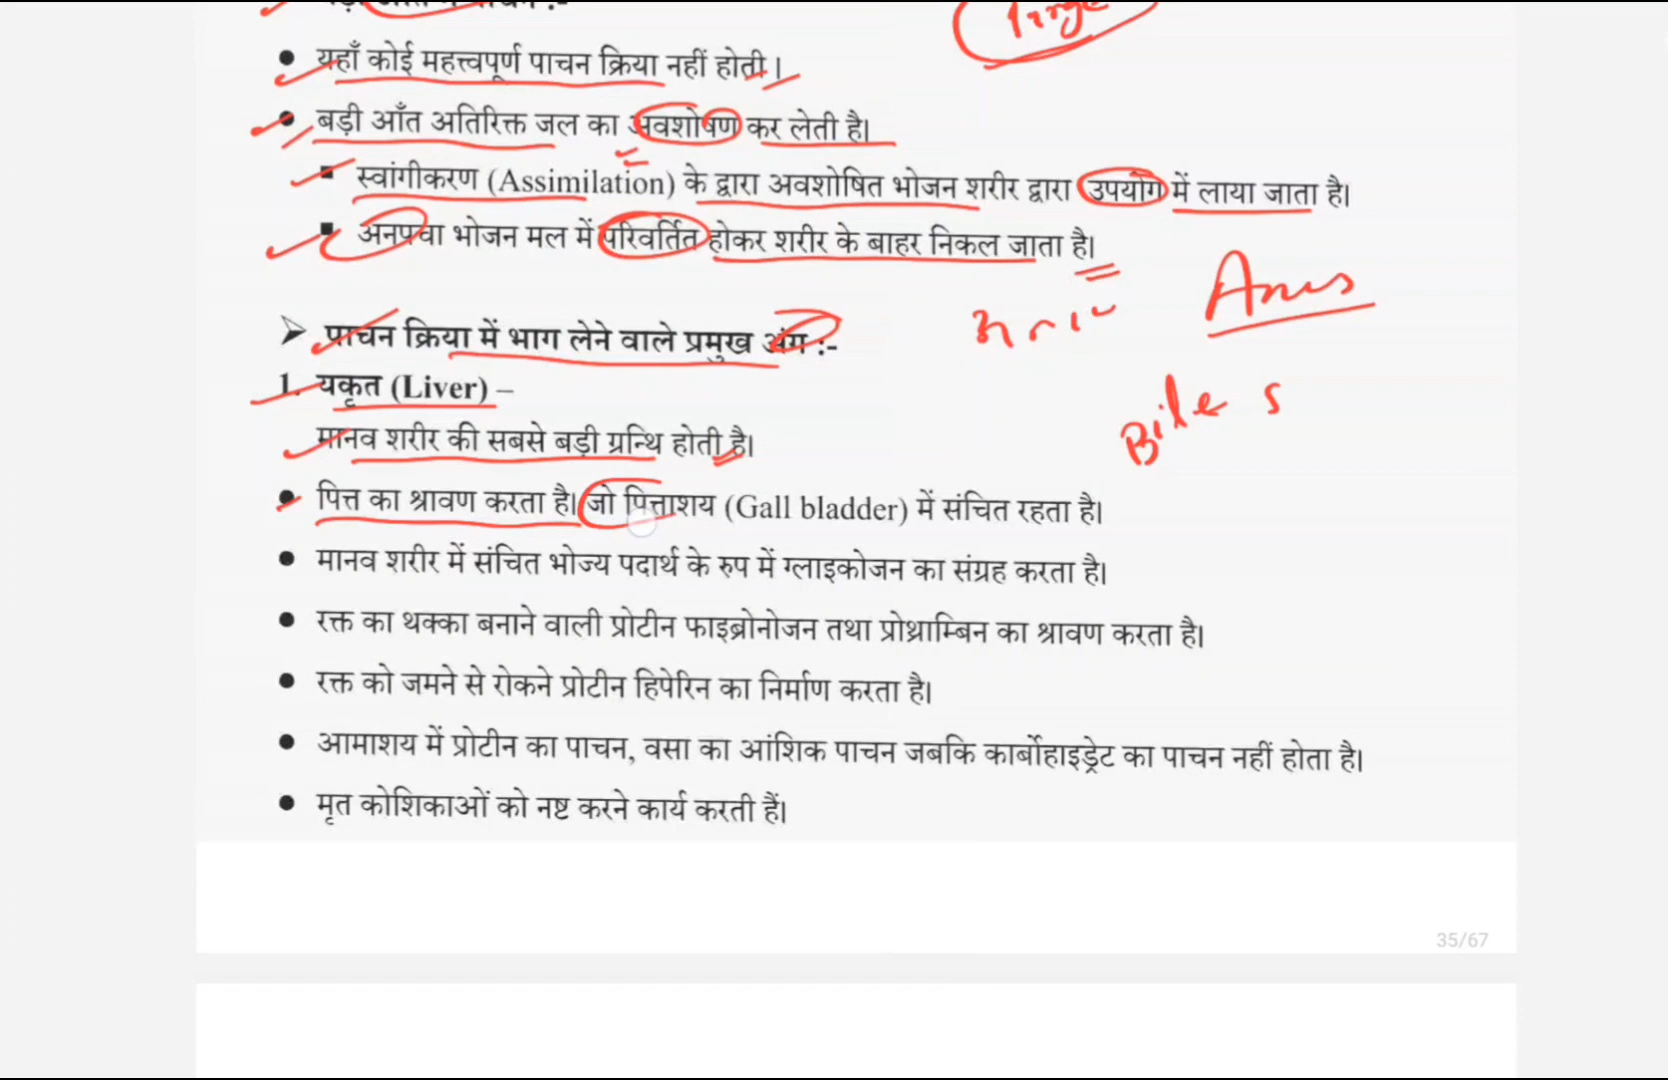 यहाँ कोई महत्त्वपूर्ण पाचन क्रिया नहीं होती।
बड़ी आँत अतिरिक्त जल का अवशोषण कर लेती है।
स्वांगीकरण (Assimilation) के द्वारा अवशोषित भोजन शरीर द्वारा उपयोग में लाया जाता है।
अनपचा भोजन मल में परिवर्तित होकर शरीर के बाहर निकल जाता है।
Anus
पाचन क्रिया में भाग लेने वाले प्रमुख अंग :-
1. यकृत (Liver) –
Bile
मानव शरीर की सबसे बड़ी ग्रन्थि होती है।
पित्त का श्रावण करता है। जो पित्ताशय (Gall bladder) में संचित रहता है।
मानव शरीर में संचित भोज्य पदार्थ के रुप में ग्लाइकोजन का संग्रह करता है।
रक्त का थक्का बनाने वाली प्रोटीन फाइब्रोनोजन तथा प्रोथ्राम्बिन का श्रावण करता है।
रक्त को जमने से रोकने प्रोटीन हिपेरिन का निर्माण करता है।
आमाशय में प्रोटीन का पाचन, वसा का आंशिक पाचन जबकि कार्बोहाइड्रेट का पाचन नहीं होता है।
मृत कोशिकाओं को नष्ट करने कार्य करती हैं।
35/67